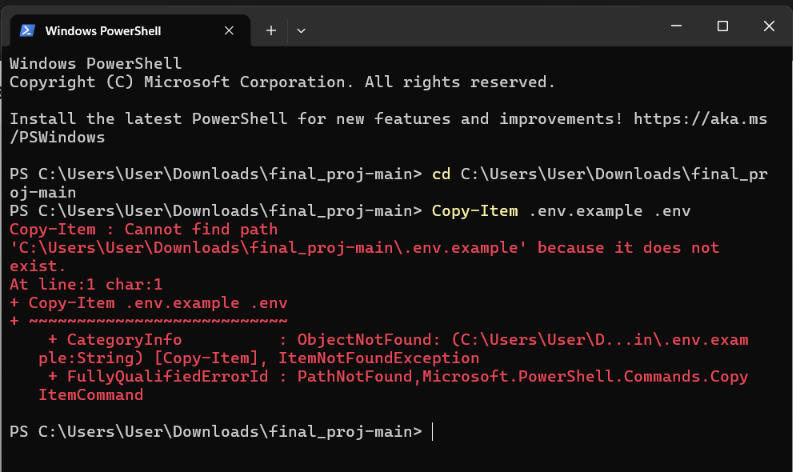 Windows PowerShell
Windows PowerShell
Copyright (C) Microsoft Corporation. All rights reserved.
Install the latest PowerShell for new features and improvements! https://aka.ms
/PSWindows
PS C:\Users\User\Downloads\final_proj-main> cd C:\Users\User\Downloads\final_pr
oj-main
PS C:\Users\User\Downloads\final_proj-main> Copy-Item .env.example .env
Copy-Item : Cannot find path
'C:\Users\User\Downloads\final_proj-main\.env.example' because it does not
exist.
At line:1 char:1
+ Copy-Item .env.example .env
+ ~~~~~~~~~~~~~~~~~~~~~~~~~~~
    + CategoryInfo          : ObjectNotFound: (C:\Users\User\D...in\.env.exam
   ple:String) [Copy-Item], ItemNotFoundException
    + FullyQualifiedErrorId : PathNotFound,Microsoft.PowerShell.Commands.Copy
   ItemCommand
PS C:\Users\User\Downloads\final_proj-main>